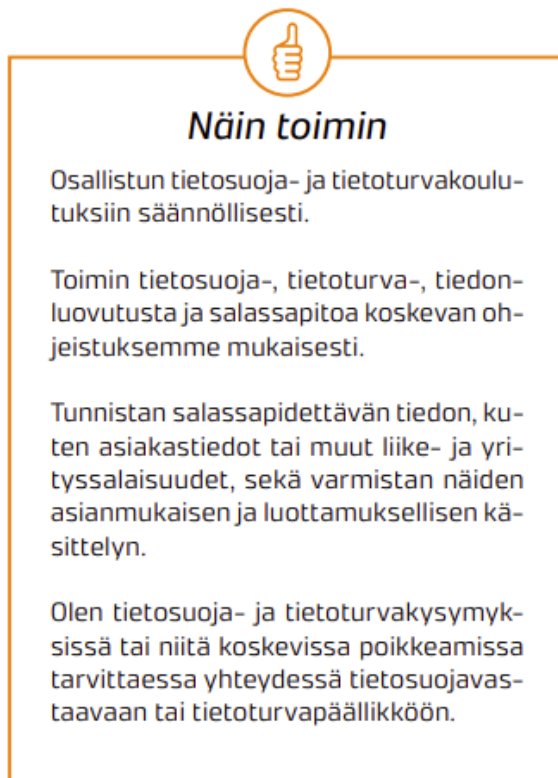 Näin toimin
Osallistun tietosuoja- ja tietoturvakoulu-
tuksiin säännöllisesti.
Toimin tietosuoja-, tietoturva-, tiedon-
luovutusta ja salassapitoa koskevan oh-
jeistuksemme mukaisesti.
Tunnistan salassapidettävän tiedon, ku-
ten asiakastiedot tai muut liike- ja yri-
tyssalaisuudet, sekä varmistan näiden
asianmukaisen ja luottamuksellisen kä-
sittelyn.
Olen tietosuoja- ja tietoturvakysymyk-
sissä tai niitä koskevissa poikkeamissa
tarvittaessa yhteydessä tietosuojavas-
taavaan tai tietoturvapäällikköön.